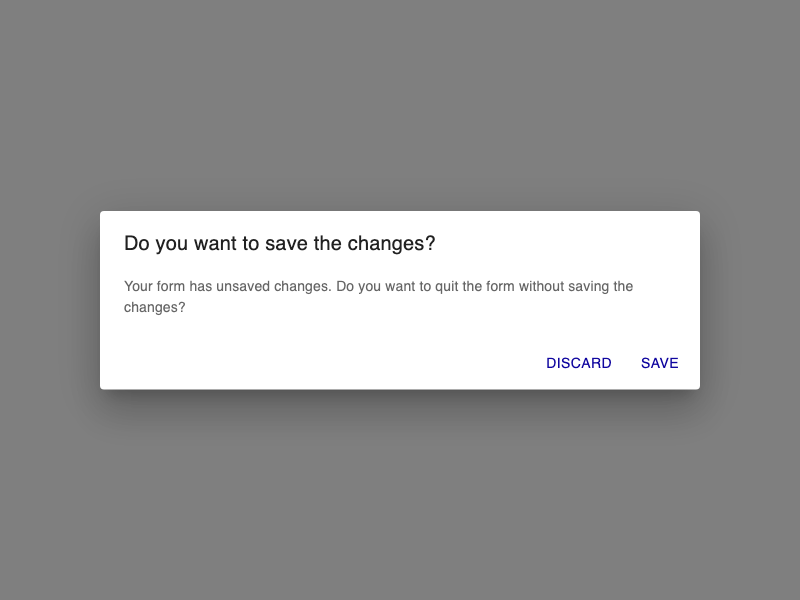 Do you want to save the changes?
Your form has unsaved changes. Do you want to quit the form without saving the
changes?
DISCARD SAVE